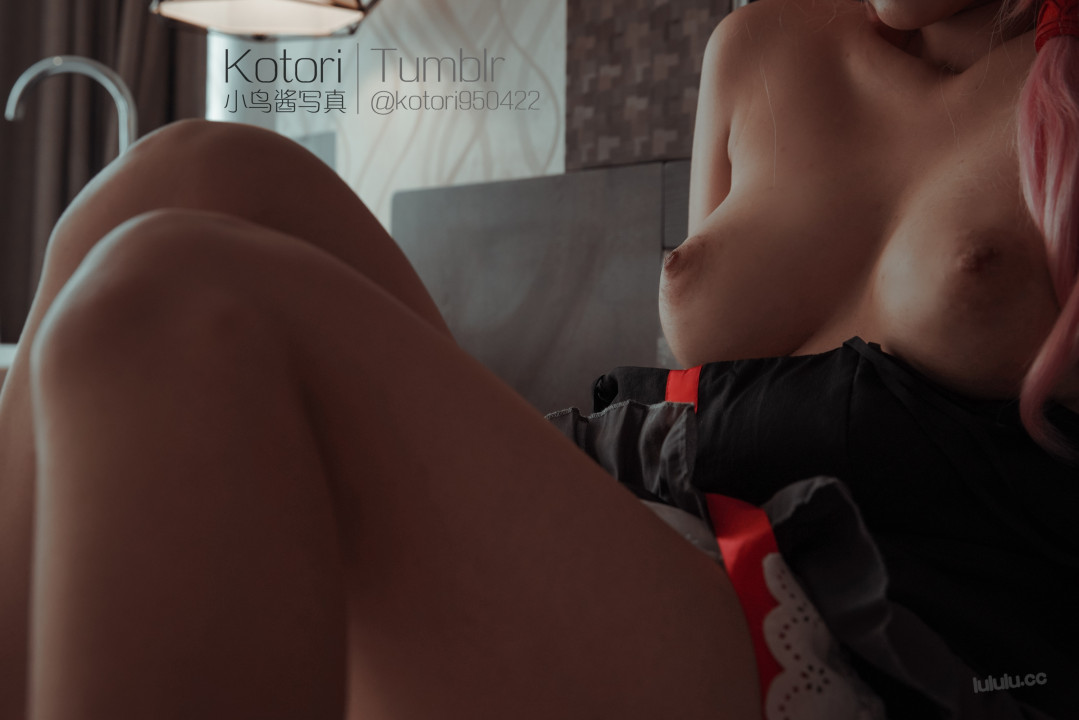 Kotori | Tumblr
小鸟酱写真 | @kotori950422
lululu.cc